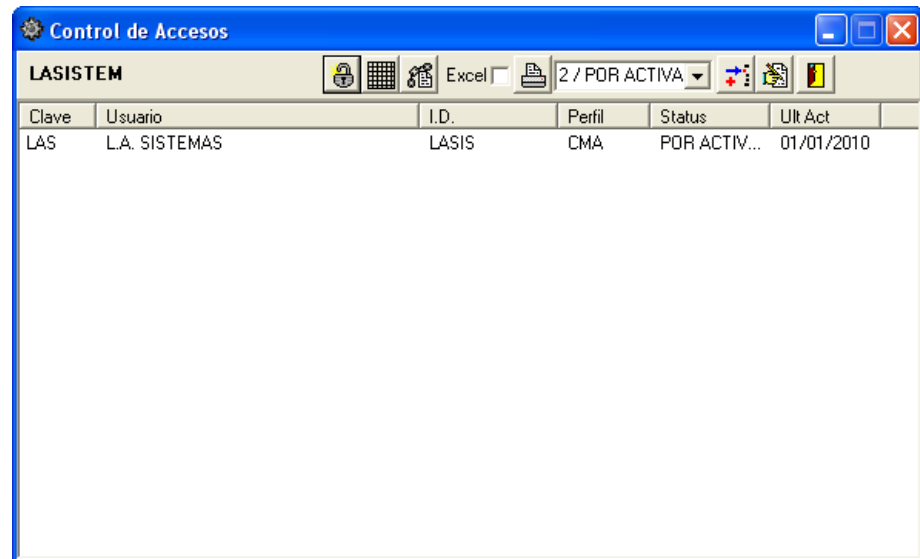 Control de Accesos
LASISTEM Excel 2 / POR ACTIVA
Clave Usuario I.D. Perfil Status Ult Act
LAS L.A. SISTEMAS LASIS CMA POR ACTIV... 01/01/2010